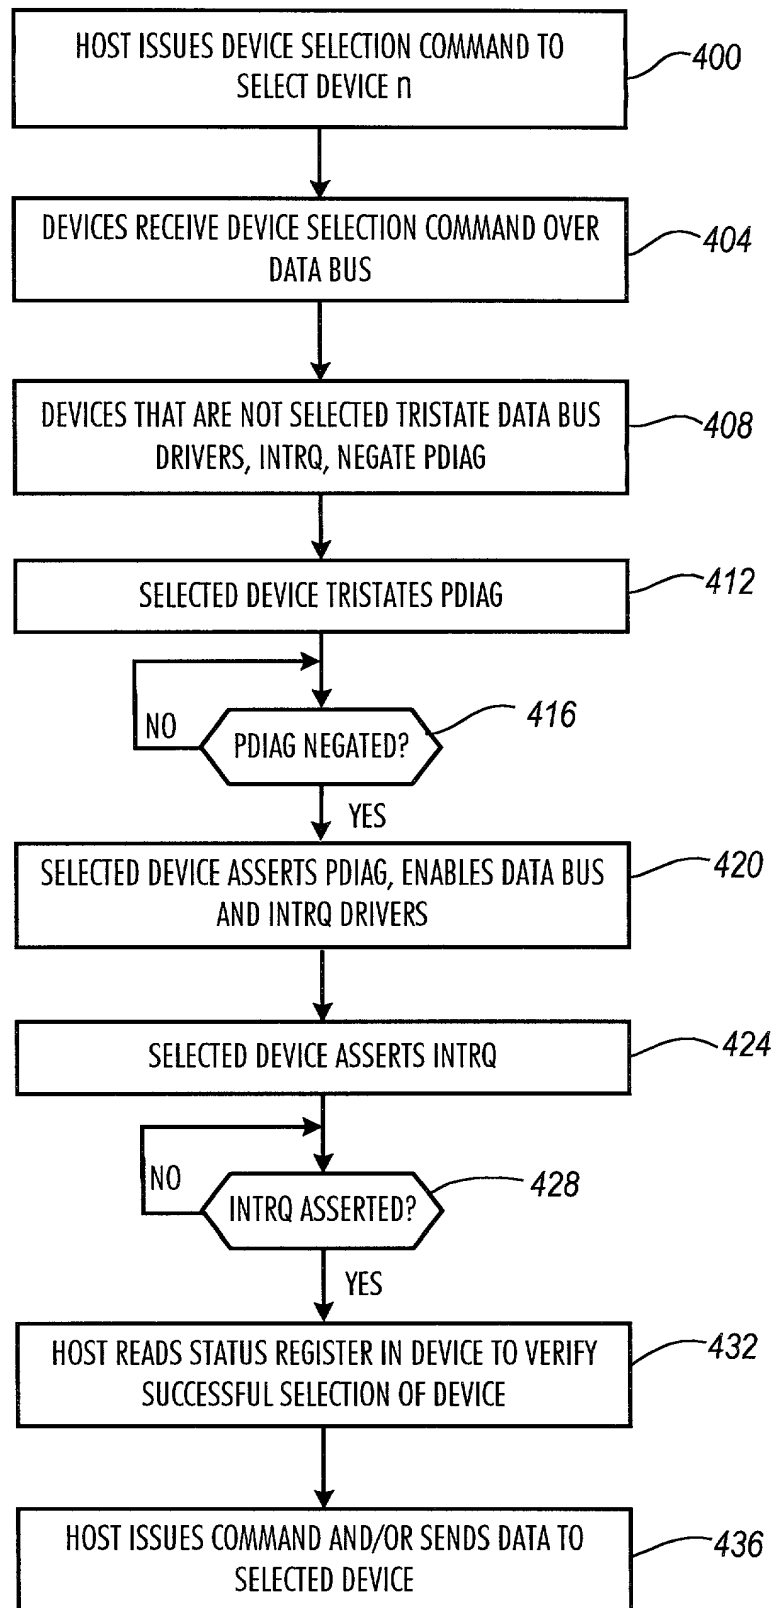 HOST ISSUES DEVICE SELECTION COMMAND TO
SELECT DEVICE n
400
DEVICES RECEIVE DEVICE SELECTION COMMAND OVER
DATA BUS
404
DEVICES THAT ARE NOT SELECTED TRISTATE DATA BUS
DRIVERS, INTRQ, NEGATE PDIAG
408
SELECTED DEVICE TRISTATES PDIAG
412
NO
PDIAG NEGATED?
416
YES
SELECTED DEVICE ASSERTS PDIAG, ENABLES DATA BUS
AND INTRQ DRIVERS
420
SELECTED DEVICE ASSERTS INTRQ
424
NO
INTRQ ASSERTED?
428
YES
HOST READS STATUS REGISTER IN DEVICE TO VERIFY
SUCCESSFUL SELECTION OF DEVICE
432
HOST ISSUES COMMAND AND/OR SENDS DATA TO
SELECTED DEVICE
436